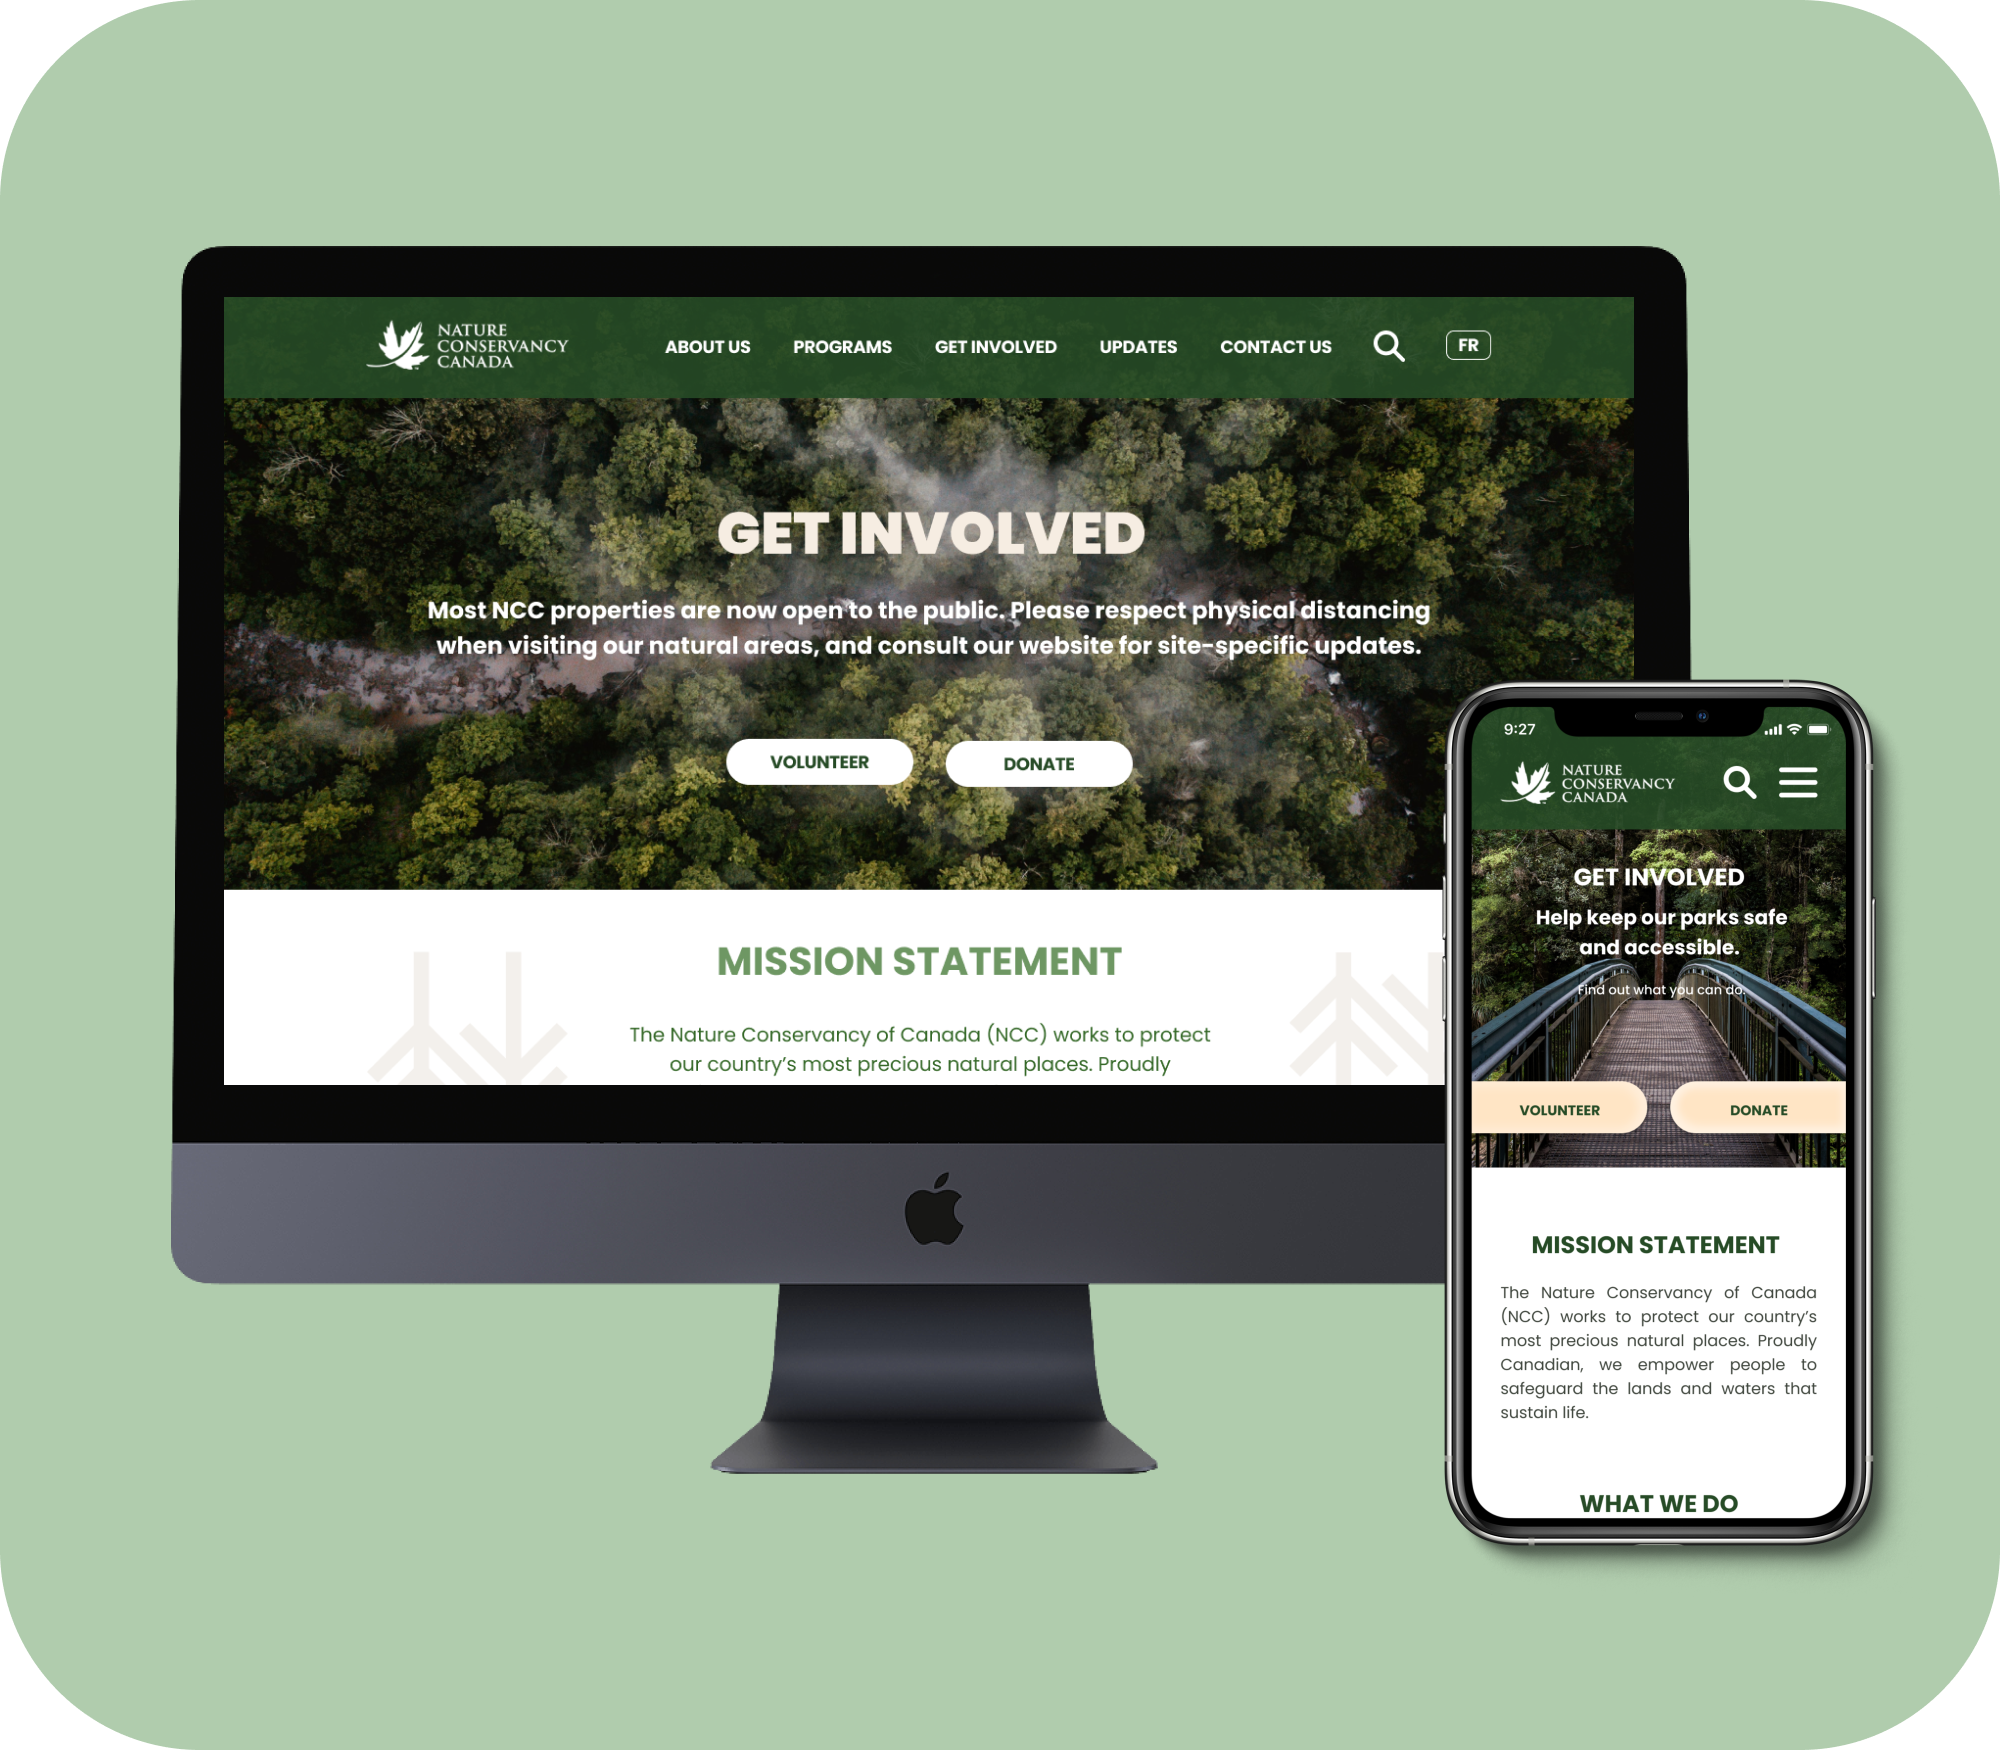 NATURE
CONSERVANCY
CANADA
ABOUT US PROGRAMS GET INVOLVED UPDATES CONTACT US FR
GET INVOLVED
Most NCC properties are now open to the public. Please respect physical distancing
when visiting our natural areas, and consult our website for site-specific updates.
VOLUNTEER DONATE
MISSION STATEMENT
The Nature Conservancy of Canada (NCC) works to protect
our country's most precious natural places. Proudly
9:27
NATURE
CONSERVANCY
CANADA
GET INVOLVED
Help keep our parks safe
and accessible.
Find out what you can do.
VOLUNTEER DONATE
MISSION STATEMENT
The Nature Conservancy of Canada
(NCC) works to protect our country's
most precious natural places. Proudly
Canadian, we empower people to
safeguard the lands and waters that
sustain life.
WHAT WE DO